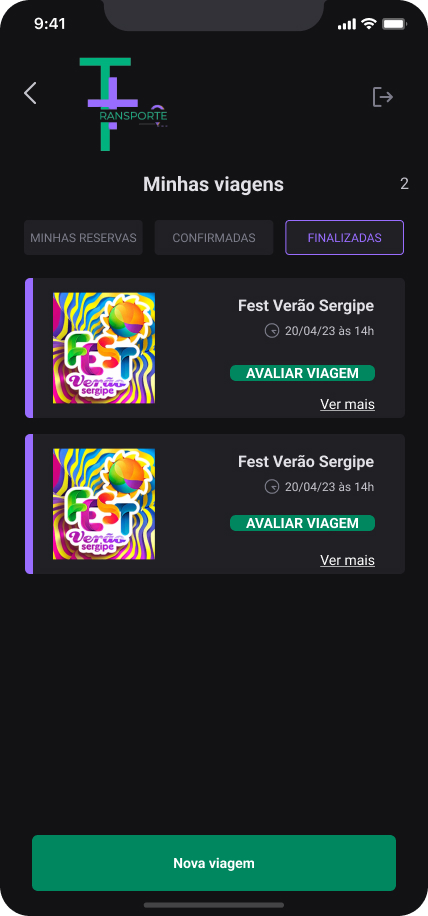 9:41
TRANSPORTE
Minhas viagens
2
MINHAS RESERVAS
CONFIRMADAS
FINALIZADAS
FEST
Verão
sergipe
Fest Verão Sergipe
20/04/23 às 14h
AVALIAR VIAGEM
Ver mais
FEST
Verão
sergipe
Fest Verão Sergipe
20/04/23 às 14h
AVALIAR VIAGEM
Ver mais
Nova viagem